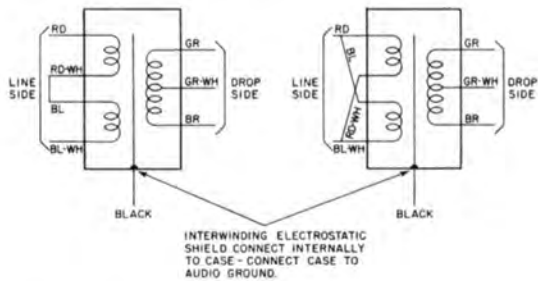 RD
GR
RD-WH
LINE SIDE
GR-WH
DROP SIDE
BL
BR
BL-WH
BLACK
RD
BL
GR
LINE SIDE
GR-WH
DROP SIDE
RD-WH
BR
BL-WH
BLACK
INTERWINDING ELECTROSTATIC
SHIELD CONNECT INTERNALLY
TO CASE - CONNECT CASE TO
AUDIO GROUND.